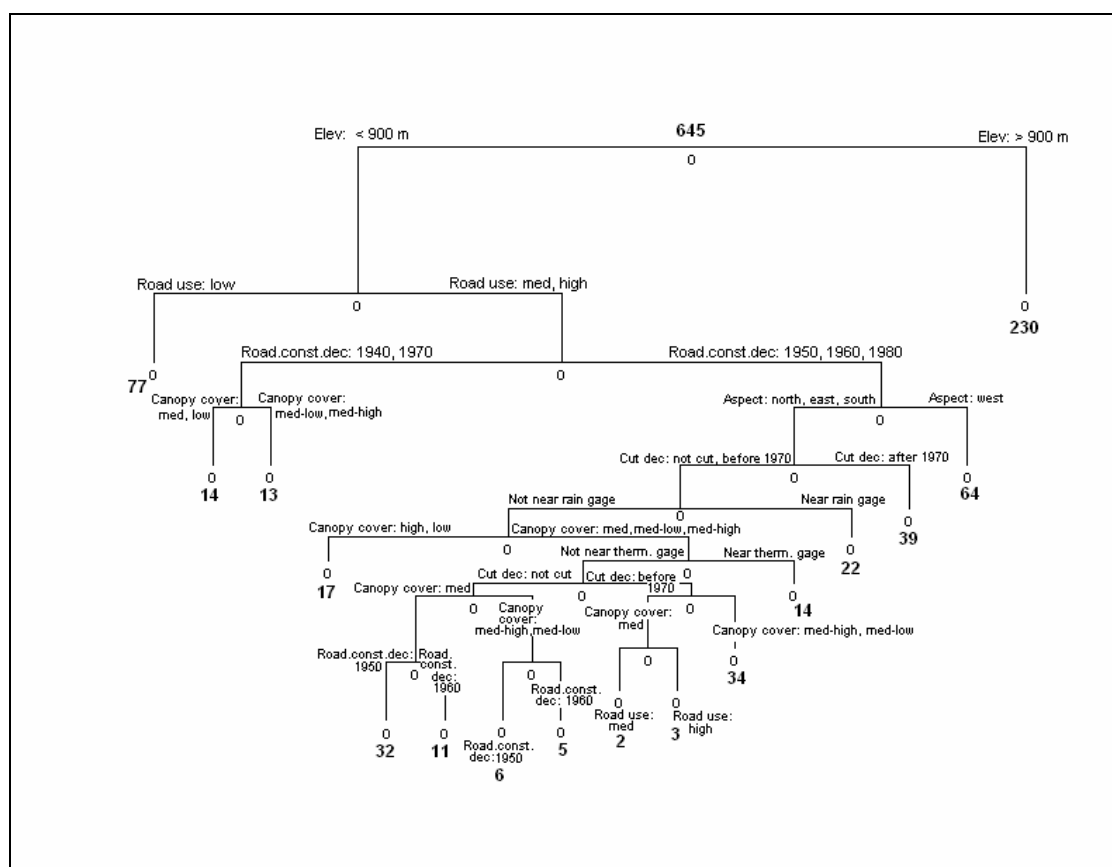 645
Elev: < 900 m
Elev: > 900 m
0
Road use: low
Road use: med, high
0
0
230
Road.const.dec: 1940, 1970
Road.const.dec: 1950, 1960, 1980
0
77
0
Canopy cover:
med, low
Canopy cover:
med-low, med-high
0
Aspect: north, east, south
Aspect: west
0
Cut dec: not cut, before 1970
Cut dec: after 1970
0
0
14
0
13
0
64
Not near rain gage
Near rain gage
0
0
39
Canopy cover: high, low
Canopy cover: med, med-low, med-high
0
0
22
Not near therm. gage
Near therm. gage
0
17
0
Cut dec: not cut
Cut dec: before
1970
0
0
14
Canopy cover: med
Canopy
cover:
med-high, med-low
0
Canopy cover:
med
0
Canopy cover: med-high, med-low
Road.const.dec:
1950
Road.
const.
dec:
1960
0
0
0
0
34
Road.const.
dec: 1960
0
32
0
11
0
Road.const.
dec:1950
6
0
5
0
Road use:
med
2
0
Road use:
high
3